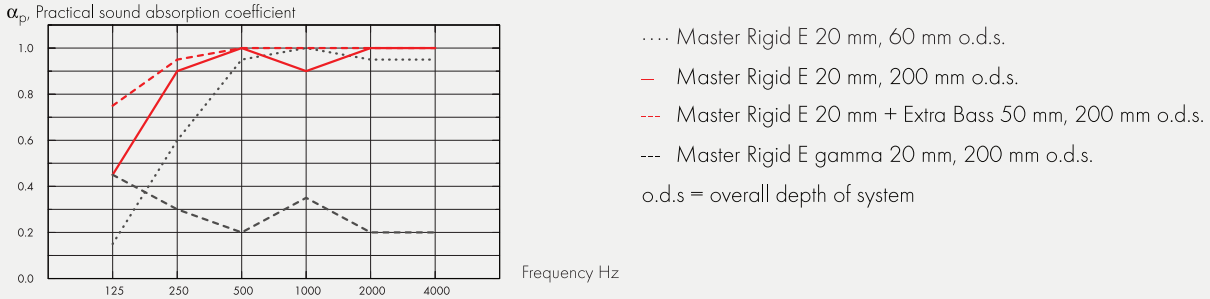 αp, Practical sound absorption coefficient
1.0
0.8
0.6
0.4
0.2
0.0
125 250 500 1000 2000 4000
Frequency Hz
.... Master Rigid E 20 mm, 60 mm o.d.s.
— Master Rigid E 20 mm, 200 mm o.d.s.
--- Master Rigid E 20 mm + Extra Bass 50 mm, 200 mm o.d.s.
--- Master Rigid E gamma 20 mm, 200 mm o.d.s.
o.d.s = overall depth of system